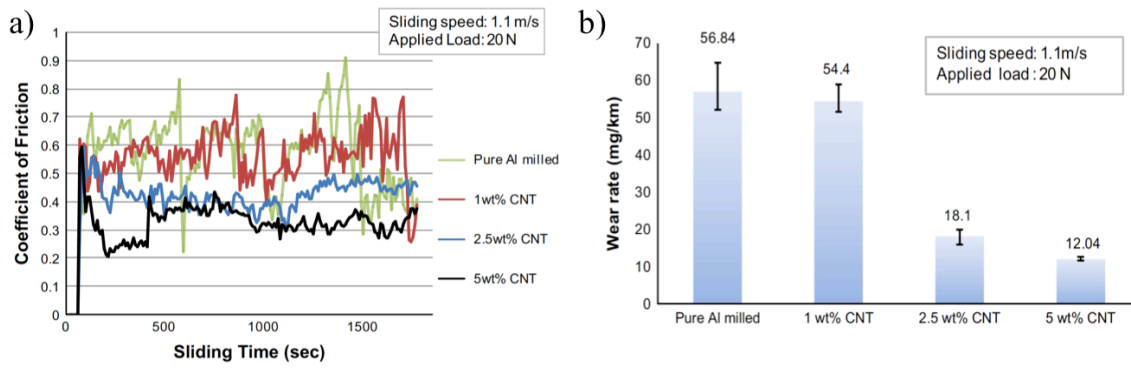 a)
Sliding speed: 1.1 m/s
Applied Load: 20 N
1
0.9
0.8
0.7
0.6
0.5
0.4
0.3
0.2
0.1
0
Coefficient of Friction
0 500 1000 1500
Sliding Time (sec)
Pure Al milled
1wt% CNT
2.5wt% CNT
5wt% CNT
b)
Sliding speed: 1.1m/s
Applied load : 20 N
70
60
50
40
30
20
10
0
Wear rate (mg/km)
56.84
54.4
18.1
12.04
Pure Al milled 1 wt% CNT 2.5 wt% CNT 5 wt% CNT